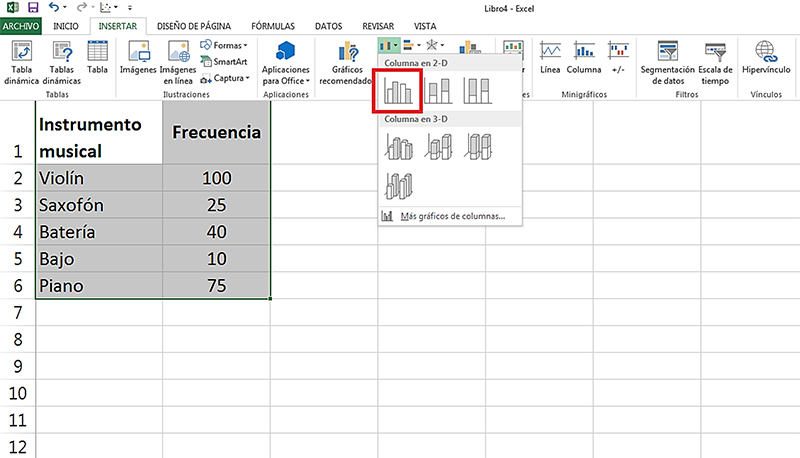 Libro4 - Excel
ARCHIVO INICIO INSERTAR DISEÑO DE PÁGINA FÓRMULAS DATOS REVISAR VISTA
Tabla dinámica
Tablas dinámicas
Tabla
Tablas
Imágenes
Imágenes en línea
Formas
SmartArt
Captura
Ilustraciones
Aplicaciones para Office
Aplicaciones
Gráficos recomendado
Columna en 2-D
Columna en 3-D
Más gráficos de columnas...
Línea
Columna
+/-
Minigráficos
Segmentación de datos
Escala de tiempo
Filtros
Hipervínculo
Vínculos
1 Instrumento musical Frecuencia
2 Violín 100
3 Saxofón 25
4 Batería 40
5 Bajo 10
6 Piano 75
7
8
9
10
11
12